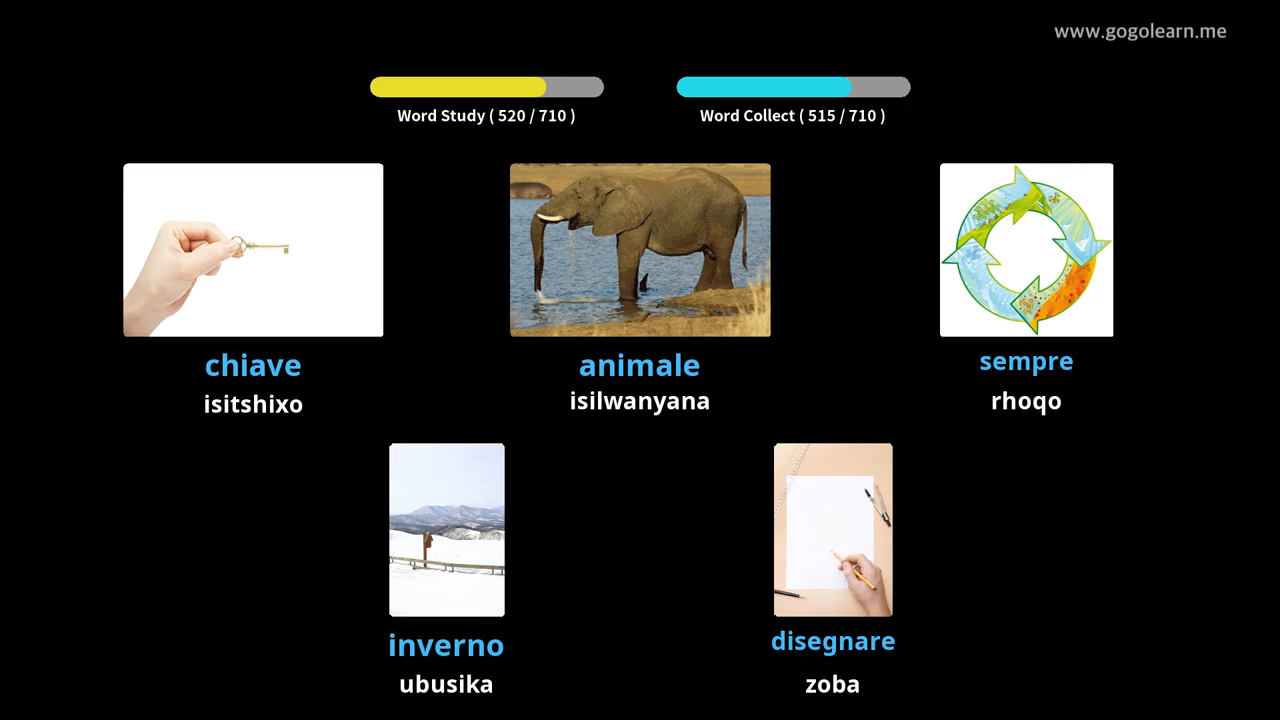 www.gogolearn.me
Word Study ( 520 / 710 )
Word Collect ( 515 / 710 )
chiave
isitshixo
animale
isilwanyana
sempre
rhoqo
inverno
ubusika
disegnare
zoba